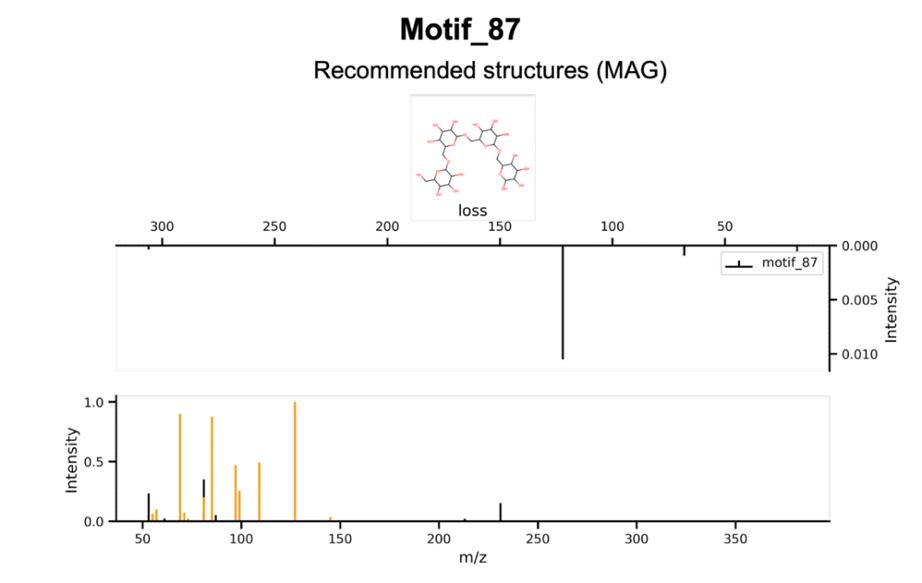 Motif_87
Recommended structures (MAG)
loss
300 250 200 150 100 50
0.000
motif_87
0.005
Intensity
0.010
1.0
0.5
Intensity
0.0
50 100 150 200 250 300 350
m/z